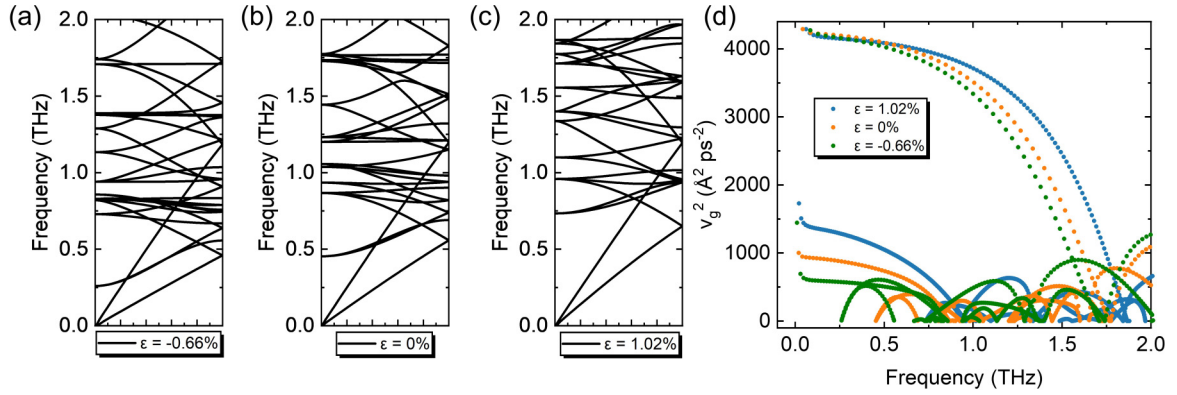 (a)
2.0
1.5
1.0
0.5
0.0
Frequency (THz)
ε = -0.66%
(b)
2.0
1.5
1.0
0.5
0.0
Frequency (THz)
ε = 0%
(c)
2.0
1.5
1.0
0.5
0.0
Frequency (THz)
ε = 1.02%
(d)
4000
3000
2000
1000
0
v_g² (Å² ps⁻²)
ε = 1.02%
ε = 0%
ε = -0.66%
0.0 0.5 1.0 1.5 2.0
Frequency (THz)